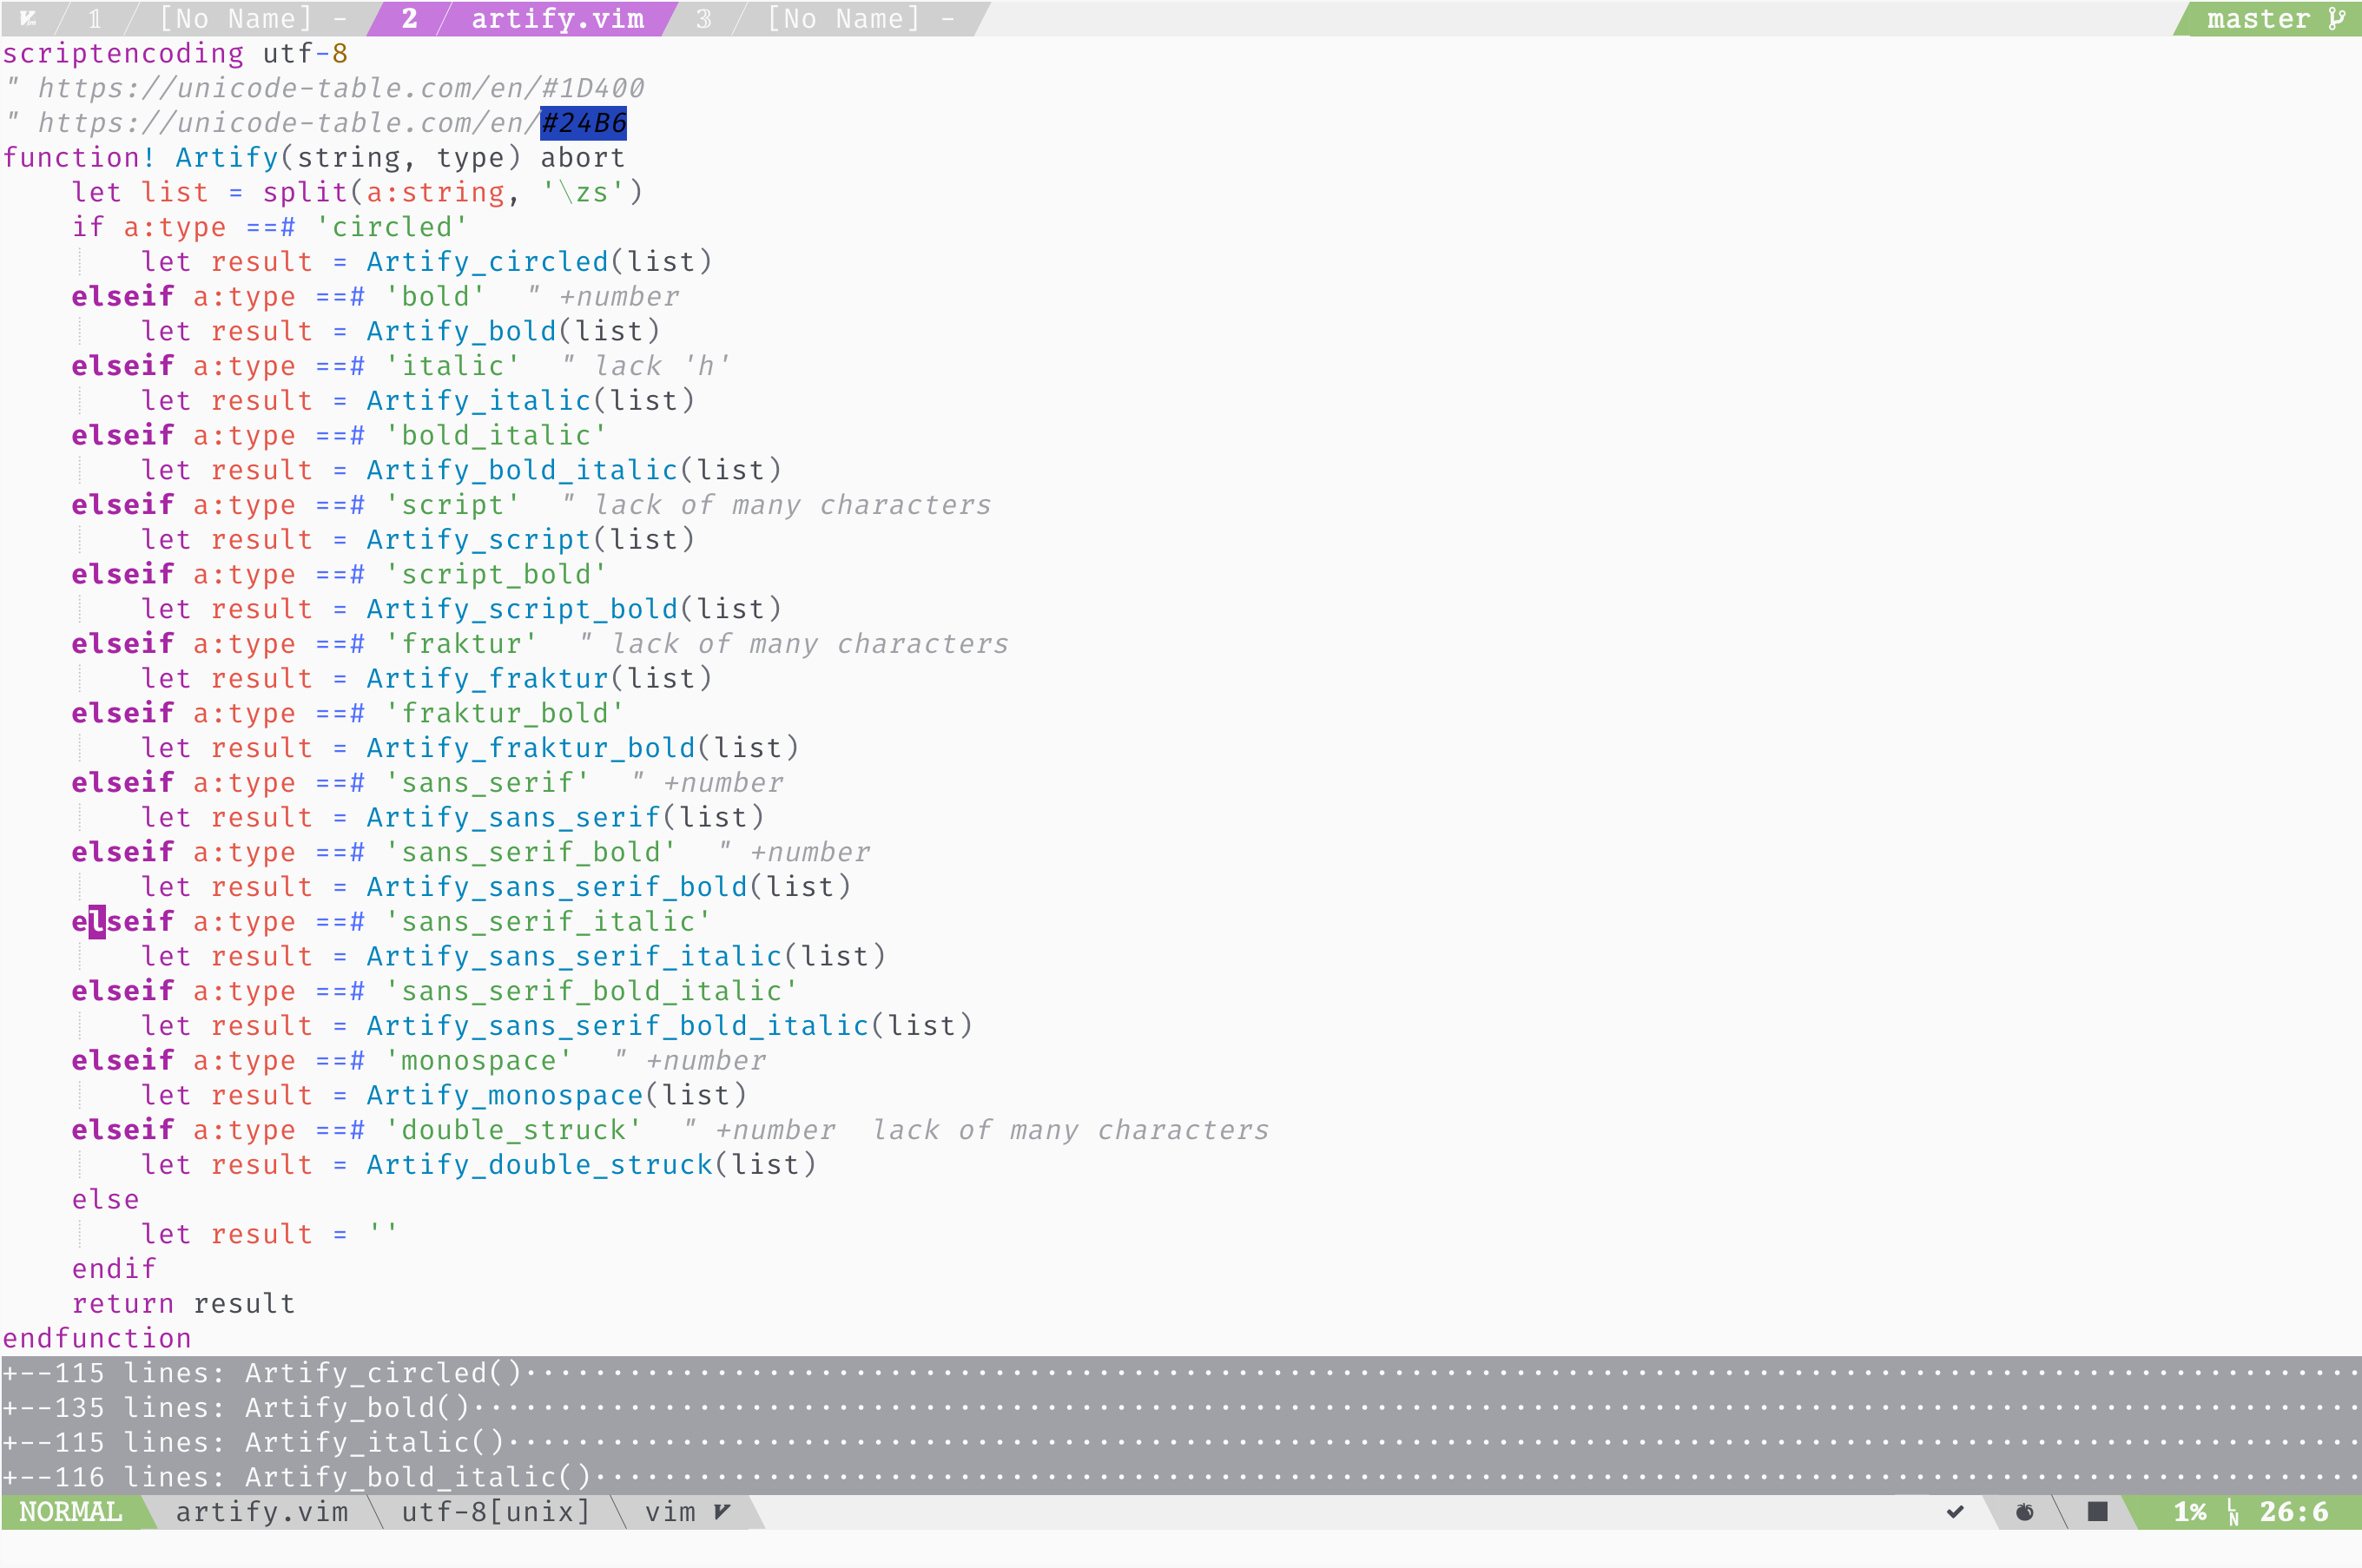 1 [No Name] - 2 artify.vim 3 [No Name] - master
scriptencoding utf-8
" https://unicode-table.com/en/#1D400
" https://unicode-table.com/en/#24B6
function! Artify(string, type) abort
    let list = split(a:string, '\zs')
    if a:type ==# 'circled'
        let result = Artify_circled(list)
    elseif a:type ==# 'bold'  " +number
        let result = Artify_bold(list)
    elseif a:type ==# 'italic'  " lack 'h'
        let result = Artify_italic(list)
    elseif a:type ==# 'bold_italic'
        let result = Artify_bold_italic(list)
    elseif a:type ==# 'script'  " lack of many characters
        let result = Artify_script(list)
    elseif a:type ==# 'script_bold'
        let result = Artify_script_bold(list)
    elseif a:type ==# 'fraktur'  " lack of many characters
        let result = Artify_fraktur(list)
    elseif a:type ==# 'fraktur_bold'
        let result = Artify_fraktur_bold(list)
    elseif a:type ==# 'sans_serif'  " +number
        let result = Artify_sans_serif(list)
    elseif a:type ==# 'sans_serif_bold'  " +number
        let result = Artify_sans_serif_bold(list)
    elseif a:type ==# 'sans_serif_italic'
        let result = Artify_sans_serif_italic(list)
    elseif a:type ==# 'sans_serif_bold_italic'
        let result = Artify_sans_serif_bold_italic(list)
    elseif a:type ==# 'monospace'  " +number
        let result = Artify_monospace(list)
    elseif a:type ==# 'double_struck'  " +number  lack of many characters
        let result = Artify_double_struck(list)
    else
        let result = ''
    endif
    return result
endfunction
+--115 lines: Artify_circled()
+--135 lines: Artify_bold()
+--115 lines: Artify_italic()
+--116 lines: Artify_bold_italic()
NORMAL artify.vim utf-8[unix] vim 1% LN 26:6